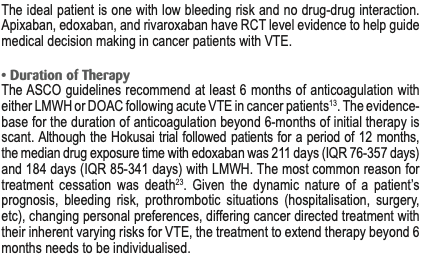 The ideal patient is one with low bleeding risk and no drug-drug interaction.
Apixaban, edoxaban, and rivaroxaban have RCT level evidence to help guide
medical decision making in cancer patients with VTE.
• Duration of Therapy
The ASCO guidelines recommend at least 6 months of anticoagulation with
either LMWH or DOAC following acute VTE in cancer patients13. The evidence-
base for the duration of anticoagulation beyond 6-months of initial therapy is
scant. Although the Hokusai trial followed patients for a period of 12 months,
the median drug exposure time with edoxaban was 211 days (IQR 76-357 days)
and 184 days (IQR 85-341 days) with LMWH. The most common reason for
treatment cessation was death23. Given the dynamic nature of a patient's
prognosis, bleeding risk, prothrombotic situations (hospitalisation, surgery,
etc), changing personal preferences, differing cancer directed treatment with
their inherent varying risks for VTE, the treatment to extend therapy beyond 6
months needs to be individualised.